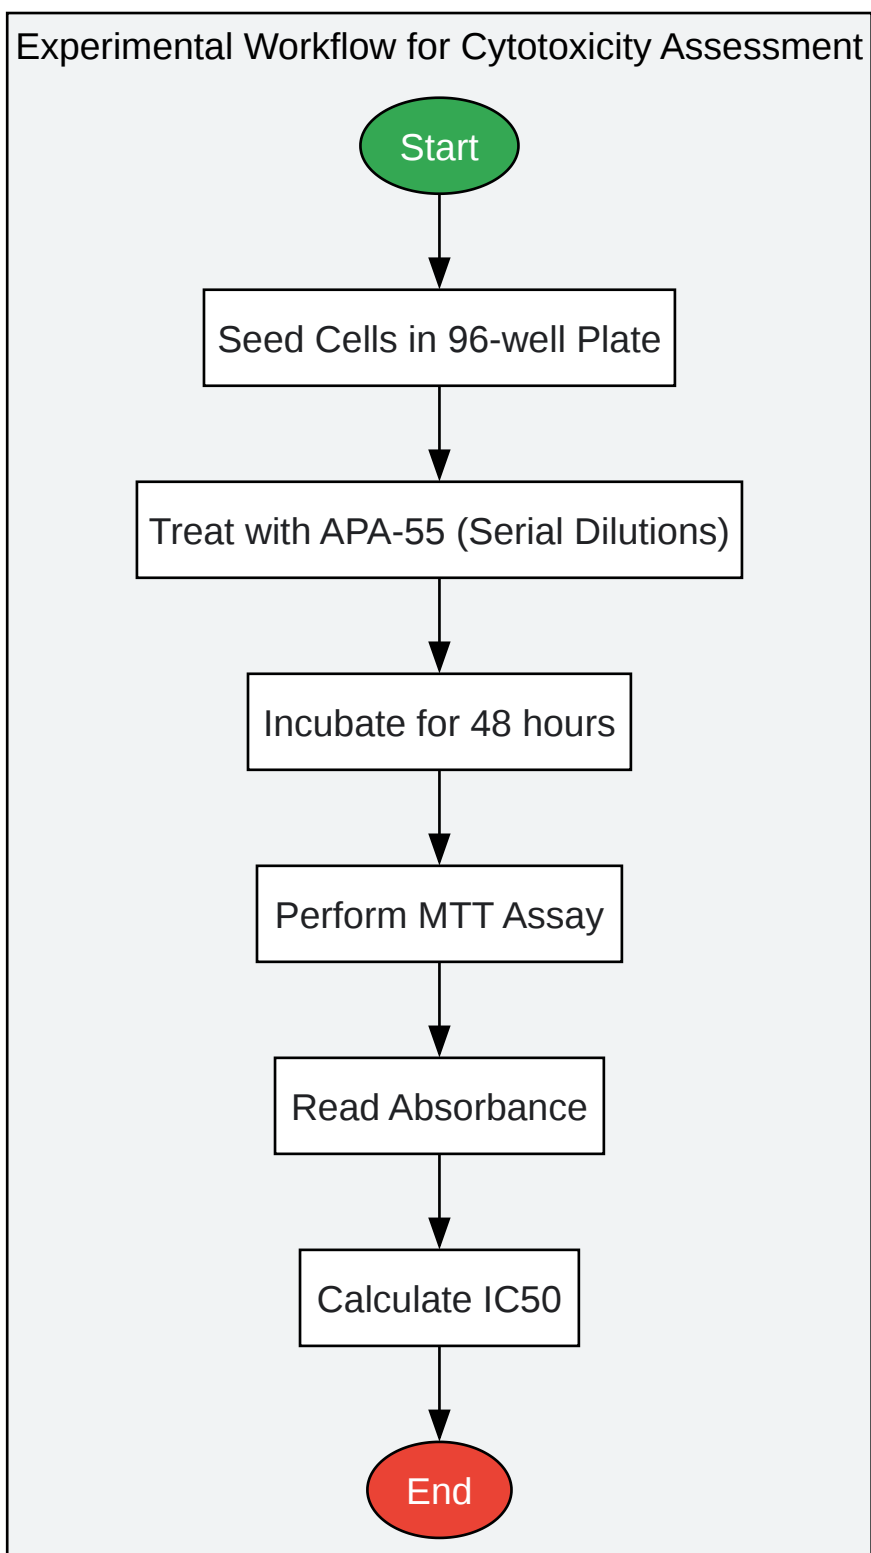 Experimental Workflow for Cytotoxicity Assessment
Start
Seed Cells in 96-well Plate
Treat with APA-55 (Serial Dilutions)
Incubate for 48 hours
Perform MTT Assay
Read Absorbance
Calculate IC50
End